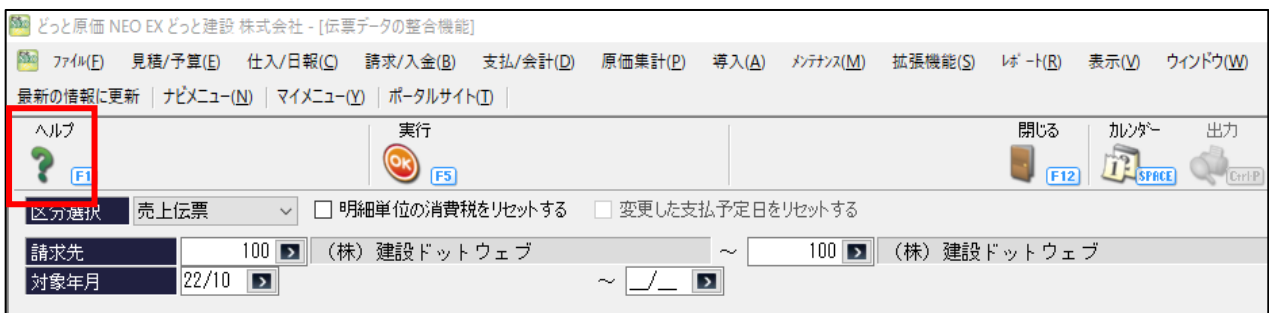 どっと原価 NEO EX どっと建設 株式会社 - [伝票データの整合機能]
ファイル(F) 見積/予算(E) 仕入/日報(C) 請求/入金(B) 支払/会計(D) 原価集計(P) 導入(A) メンテナンス(M) 拡張機能(S) レポート(R) 表示(V) ウィンドウ(W)
最新の情報に更新 ナビメニュー(N) マイメニュー(Y) ポータルサイト(T)
ヘルプ 実行 閉じる カレンダー 出力
F1 OK F5 F12 SPACE Ctrl-P
区分選択 売上伝票 明細単位の消費税をリセットする 変更した支払予定日をリセットする
請求先 100 (株) 建設ドットウェブ ～ 100 (株) 建設ドットウェブ
対象年月 22/10 ～ __/__